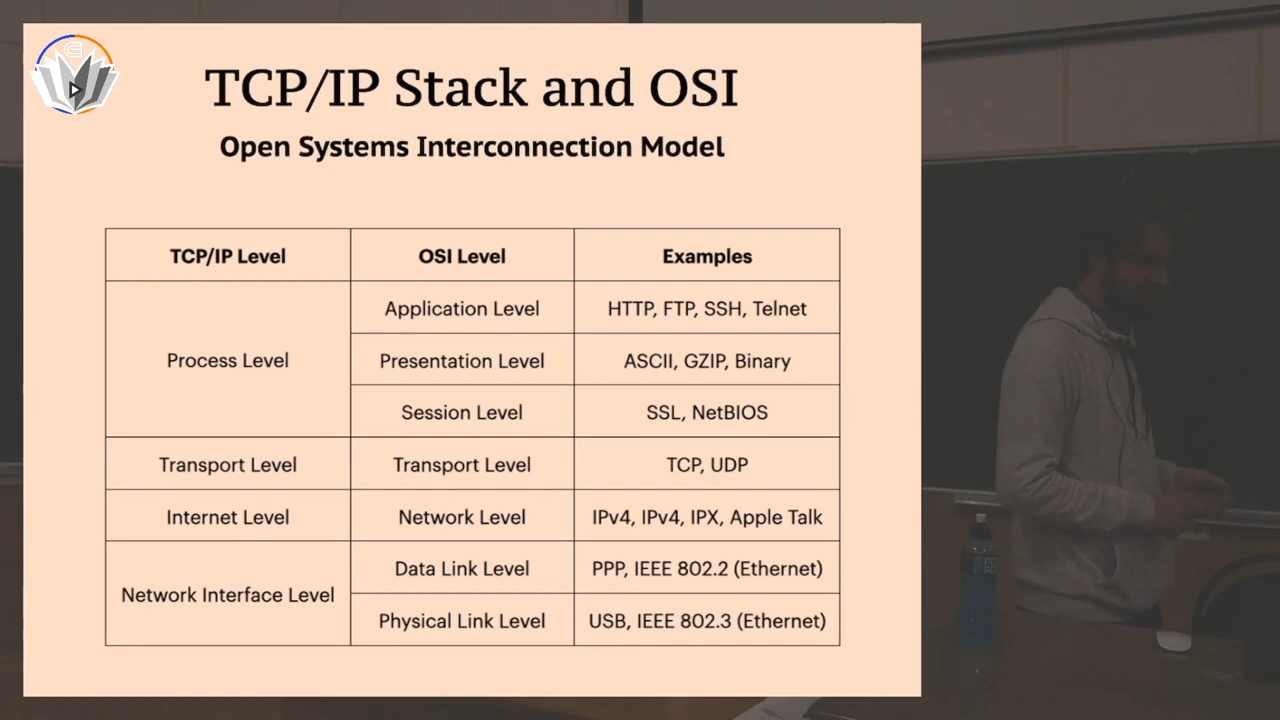 TCP/IP Stack and OSI
Open Systems Interconnection Model
TCP/IP Level OSI Level Examples
Process Level
Application Level HTTP, FTP, SSH, Telnet
Presentation Level ASCII, GZIP, Binary
Session Level SSL, NetBIOS
Transport Level Transport Level TCP, UDP
Internet Level Network Level IPv4, IPv4, IPX, Apple Talk
Network Interface Level
Data Link Level PPP, IEEE 802.2 (Ethernet)
Physical Link Level USB, IEEE 802.3 (Ethernet)